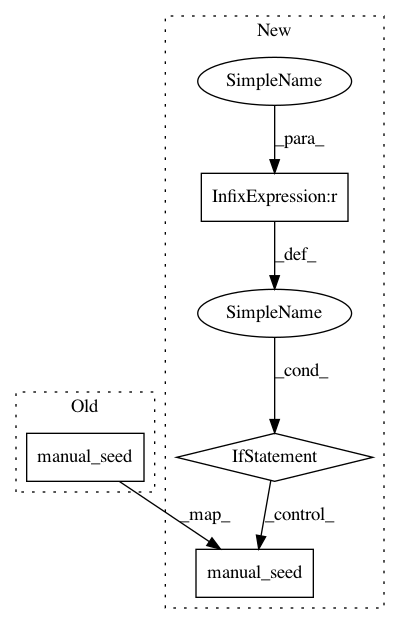 New
SimpleName
_para_
InfixExpression:r
_def_
SimpleName
_cond_
Old
manual_seed
IfStatement
_map_
_control_
manual_seed